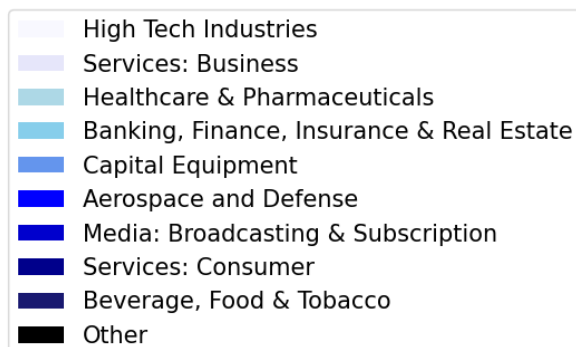 High Tech Industries
Services: Business
Healthcare & Pharmaceuticals
Banking, Finance, Insurance & Real Estate
Capital Equipment
Aerospace and Defense
Media: Broadcasting & Subscription
Services: Consumer
Beverage, Food & Tobacco
Other